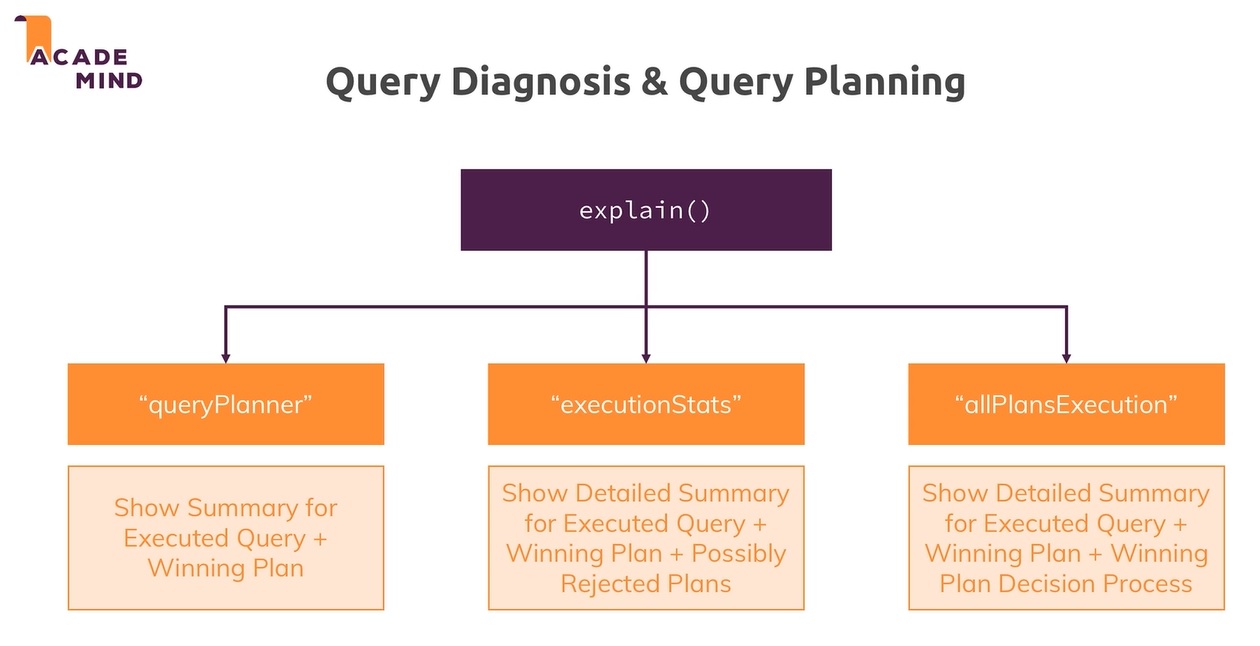 ACADE
MIND
Query Diagnosis & Query Planning
explain()
“queryPlanner”
“executionStats”
“allPlansExecution”
Show Summary for
Executed Query +
Winning Plan
Show Detailed Summary
for Executed Query +
Winning Plan + Possibly
Rejected Plans
Show Detailed Summary
for Executed Query +
Winning Plan + Winning
Plan Decision Process